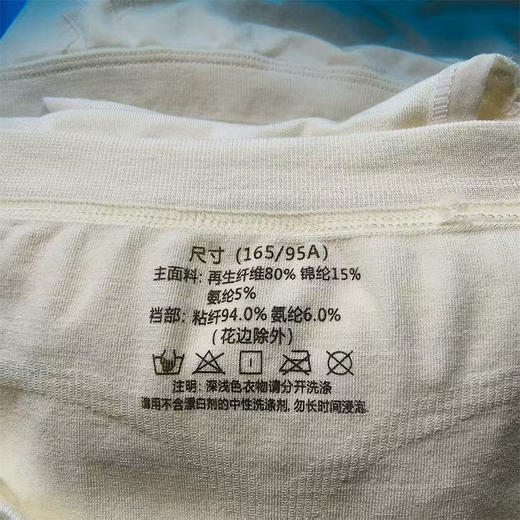 尺寸 (165/95A)
主面料: 再生纤维80% 锦纶15%
氨纶5%
裆部: 粘纤94.0% 氨纶6.0%
(花边除外)
注明: 深浅色衣物请分开洗涤
请用不含漂白剂的中性洗涤剂, 勿长时间浸泡.